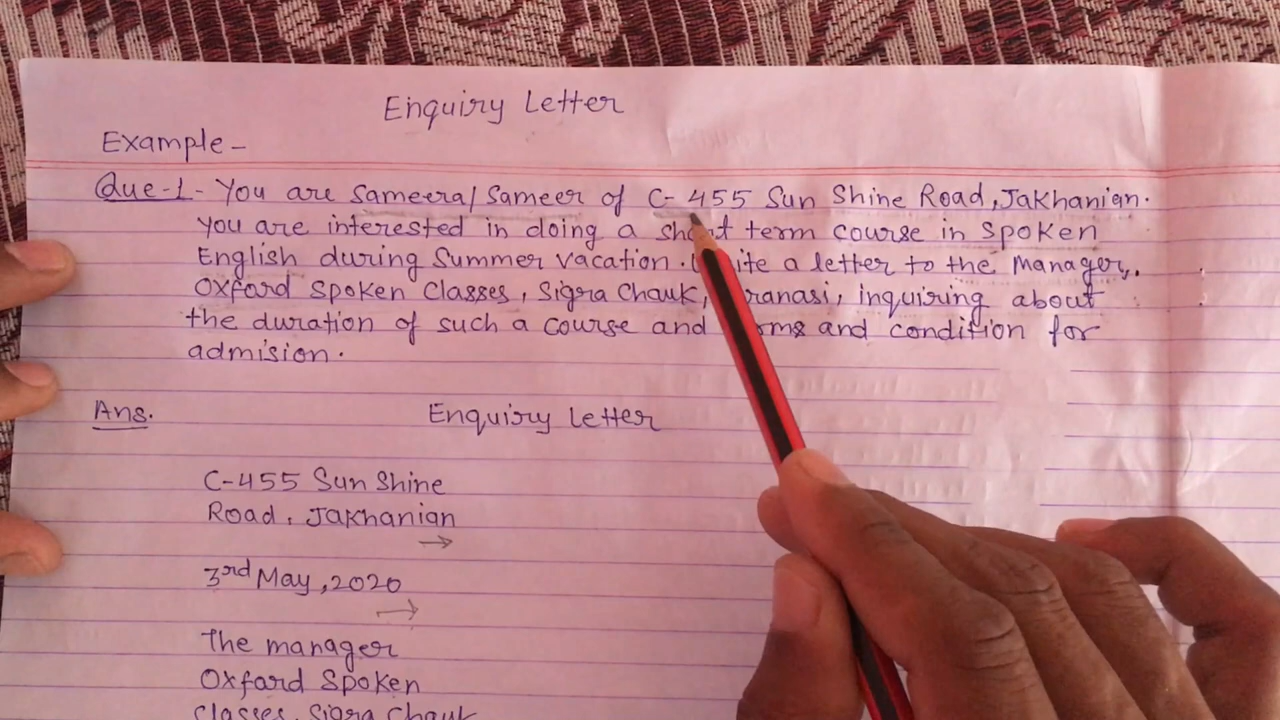 Enquiry Letter
Example -
Que-1 - You are Sameera/Sameer of C-455 Sun Shine Road, Jakhanian.
You are interested in doing a term course in Spoken
English during Summer vacation. a letter to the Manager,
Oxford Spoken Classes, Sigra Chauk, inquiring about
the duration of such a course and and condition for
admision.
Ans. Enquiry Letter
C-455 Sun Shine
Road, Jakhanian
3rd May, 2020
The manager
Oxford Spoken
Classes, Sigra Chauk